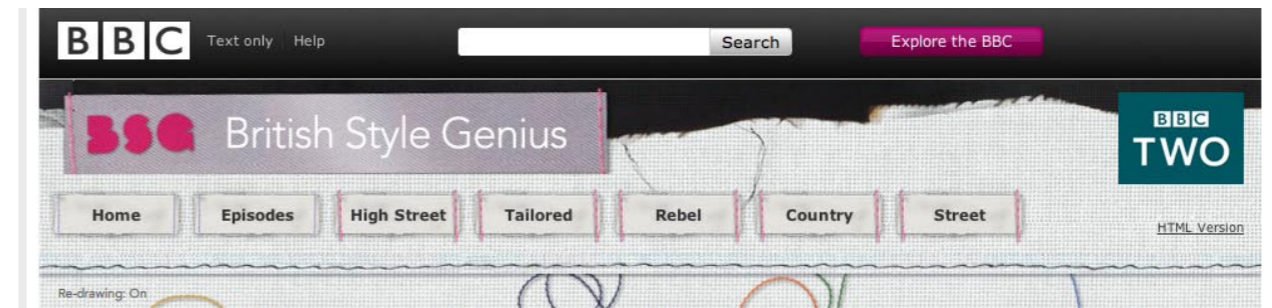 BBC Text only Help Search Explore the BBC
BSG British Style Genius
BBC
TWO
Home Episodes High Street Tailored Rebel Country Street
HTML Version
Re-drawing: On